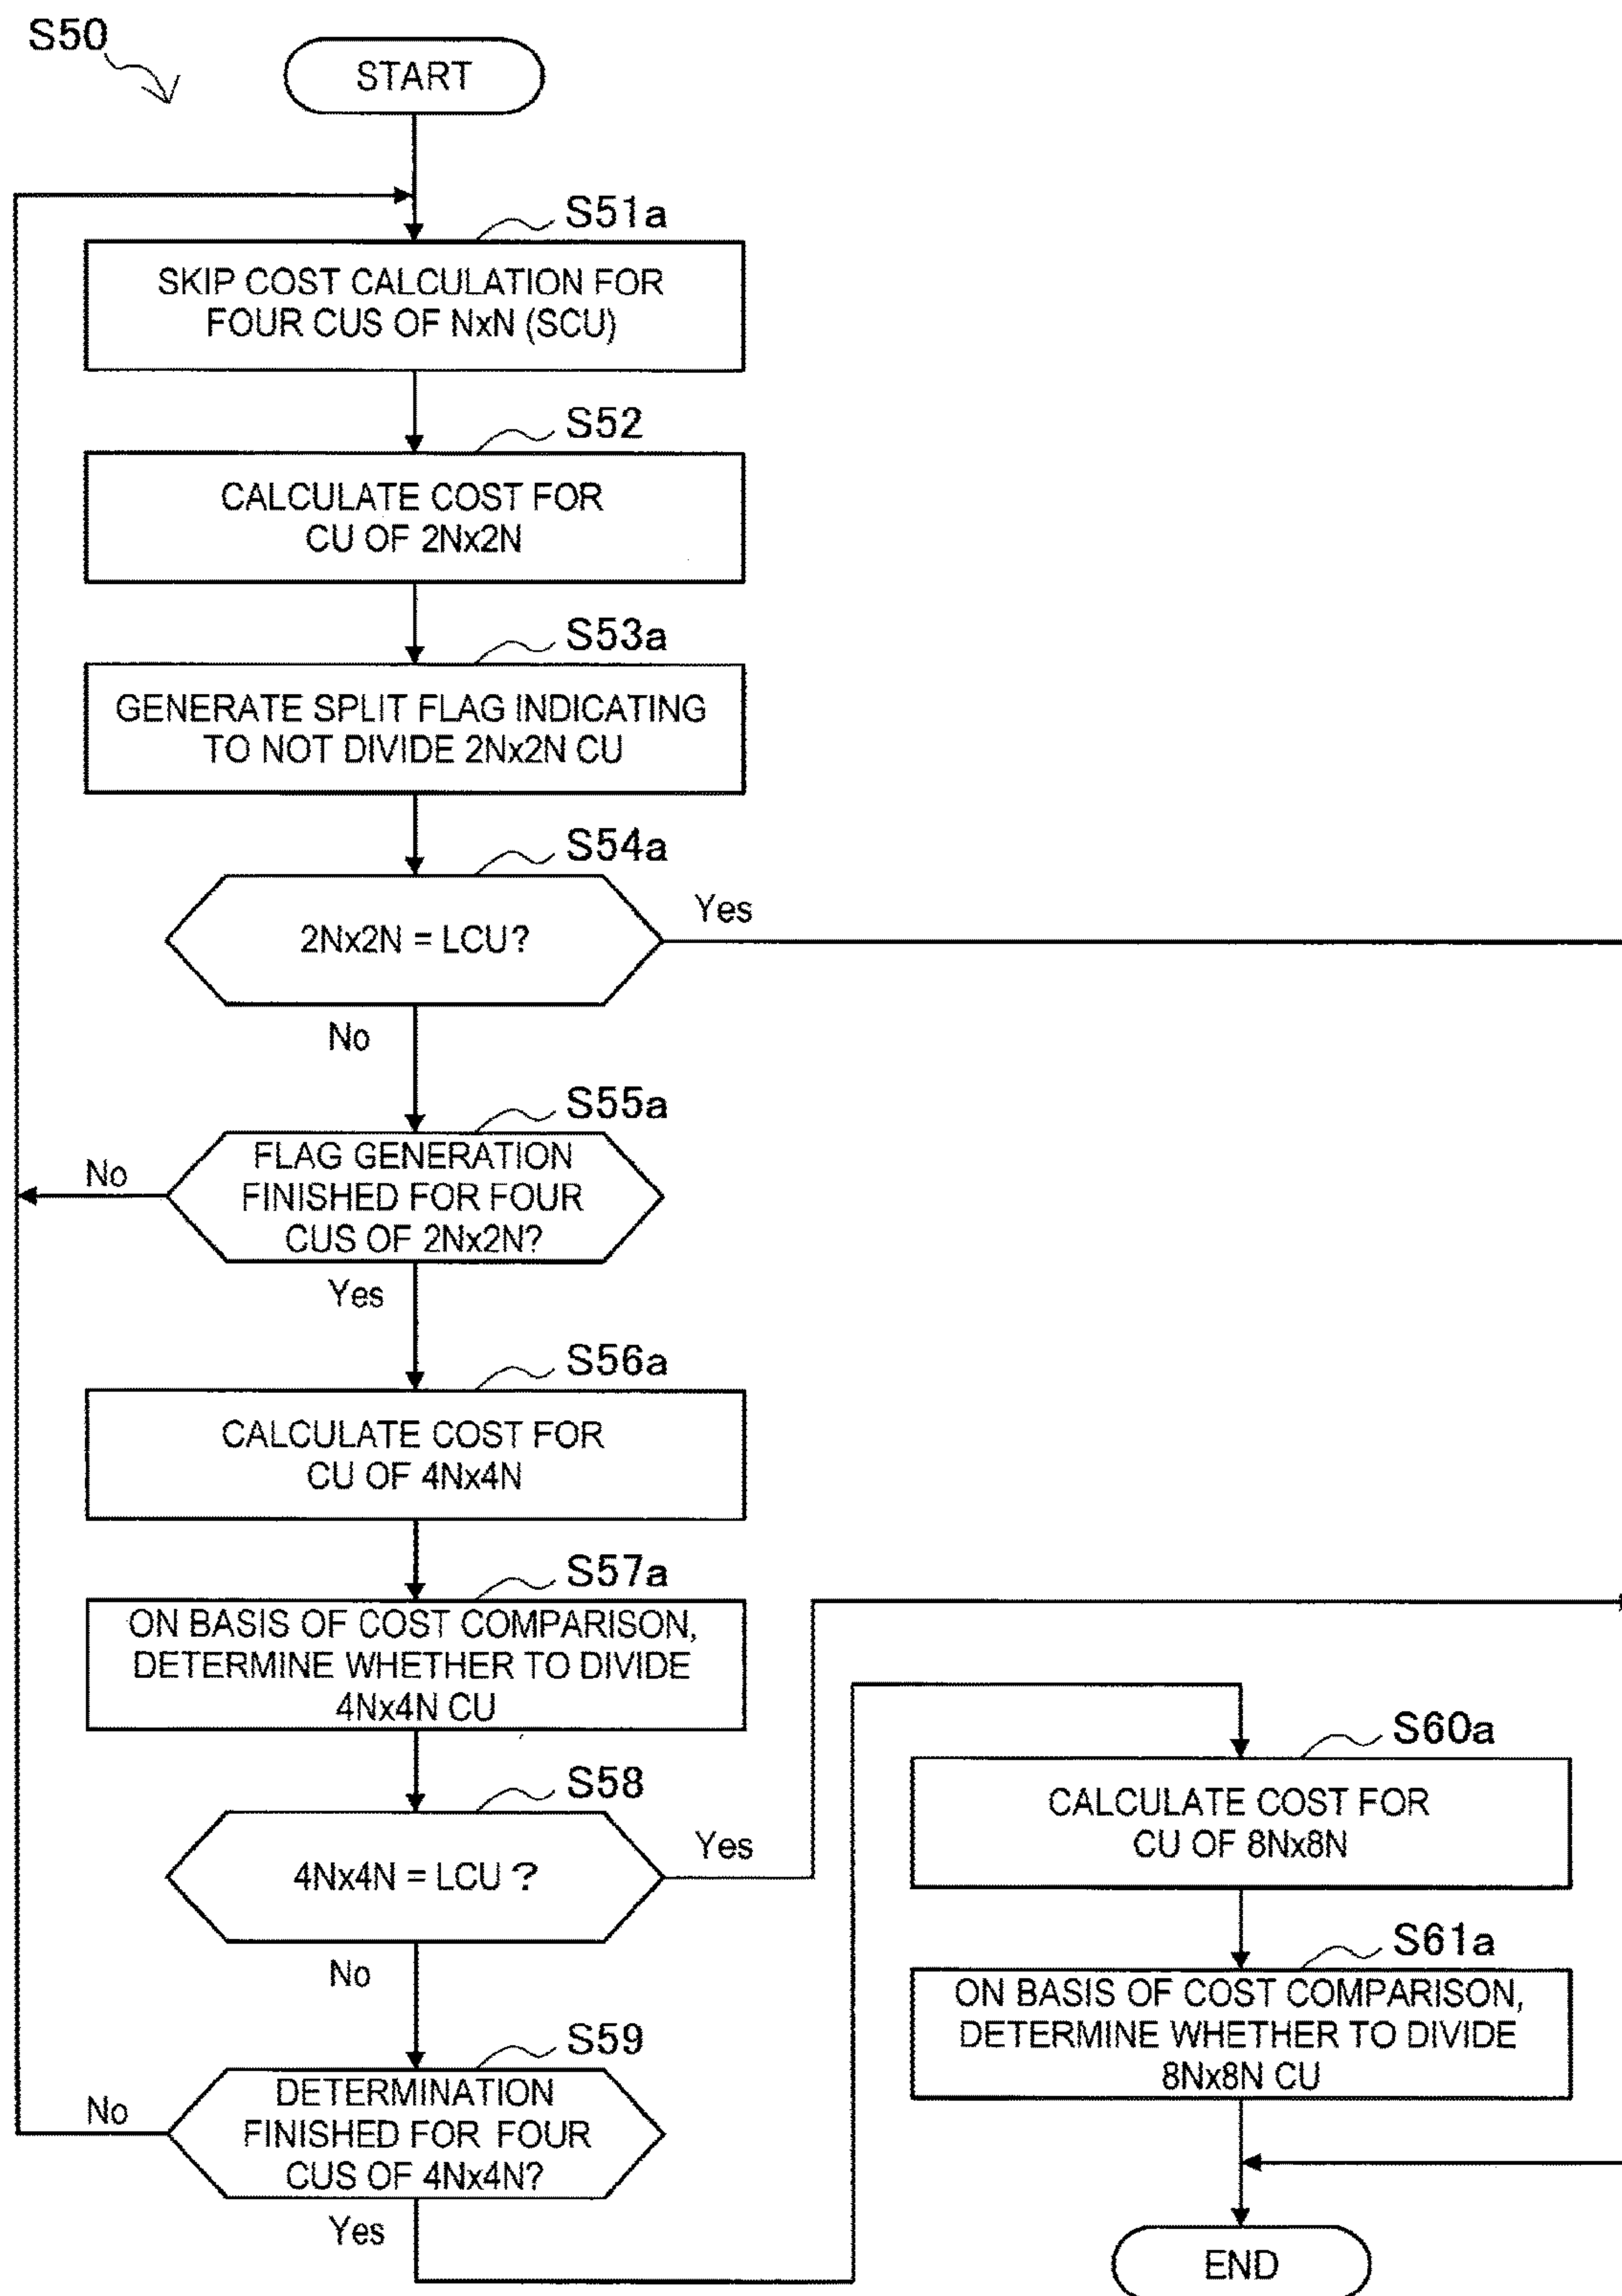 S50
START
S51a
SKIP COST CALCULATION FOR
FOUR CUS OF NxN (SCU)
S52
CALCULATE COST FOR
CU OF 2Nx2N
S53a
GENERATE SPLIT FLAG INDICATING
TO NOT DIVIDE 2Nx2N CU
S54a
2Nx2N = LCU?
Yes
No
S55a
FLAG GENERATION
FINISHED FOR FOUR
CUS OF 2Nx2N?
No
Yes
S56a
CALCULATE COST FOR
CU OF 4Nx4N
S57a
ON BASIS OF COST COMPARISON,
DETERMINE WHETHER TO DIVIDE
4Nx4N CU
S58
4Nx4N = LCU ?
Yes
No
S59
DETERMINATION
FINISHED FOR FOUR
CUS OF 4Nx4N?
No
Yes
S60a
CALCULATE COST FOR
CU OF 8Nx8N
S61a
ON BASIS OF COST COMPARISON,
DETERMINE WHETHER TO DIVIDE
8Nx8N CU
END